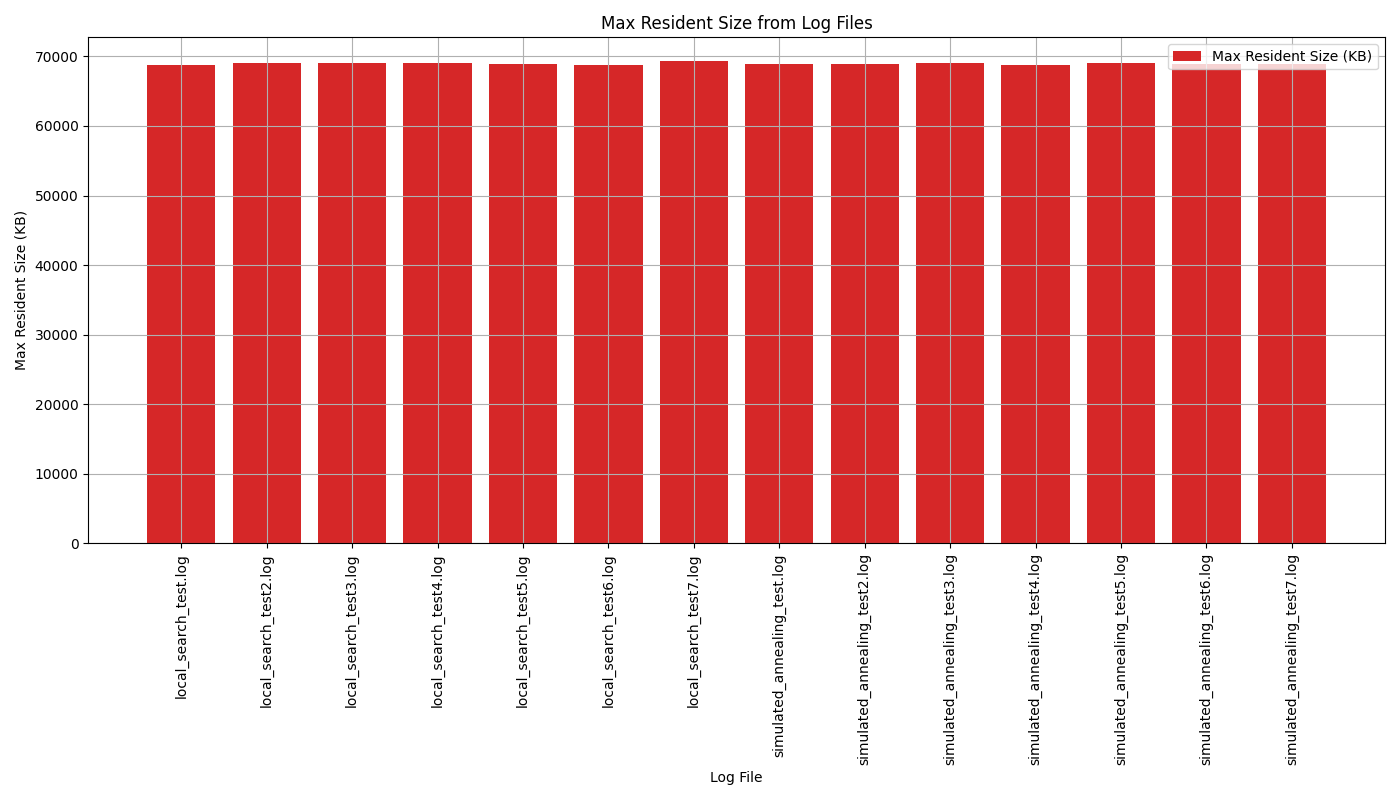 Max Resident Size from Log Files
Max Resident Size (KB)
Max Resident Size (KB)
70000
60000
50000
40000
30000
20000
10000
0
local_search_test.log
local_search_test2.log
local_search_test3.log
local_search_test4.log
local_search_test5.log
local_search_test6.log
local_search_test7.log
simulated_annealing_test.log
simulated_annealing_test2.log
simulated_annealing_test3.log
simulated_annealing_test4.log
simulated_annealing_test5.log
simulated_annealing_test6.log
simulated_annealing_test7.log
Log File